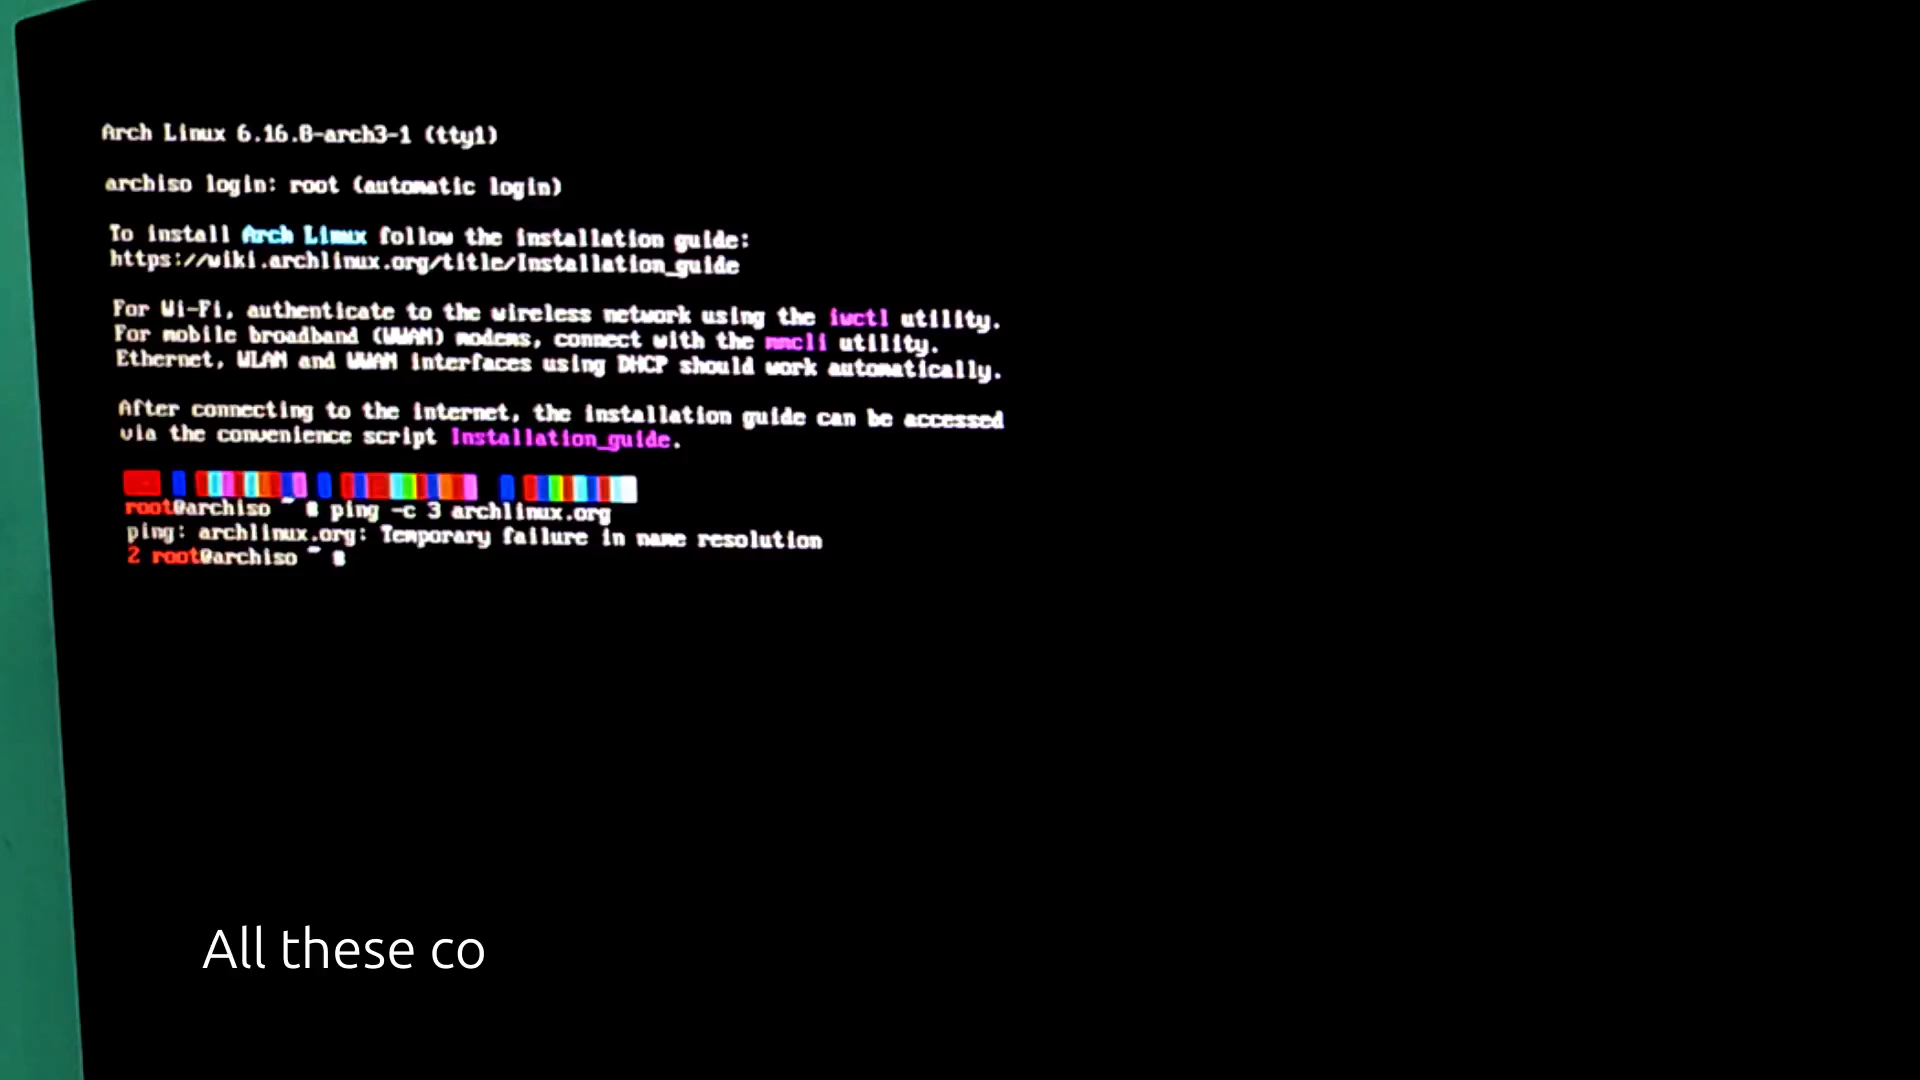 Arch Linux 6.16.8-arch3-1 (tty1)
archiso login: root (automatic login)
To install Arch Linux follow the installation guide:
https://wiki.archlinux.org/title/Installation_guide
For Wi-Fi, authenticate to the wireless network using the iwctl utility.
For mobile broadband (WWAN) modems, connect with the mmcli utility.
Ethernet, WLAN and WWAN interfaces using DHCP should work automatically.
After connecting to the internet, the installation guide can be accessed
via the convenience script Installation_guide.
root@archiso ~ # ping -c 3 archlinux.org
ping: archlinux.org: Temporary failure in name resolution
2 root@archiso ~ #
All these co